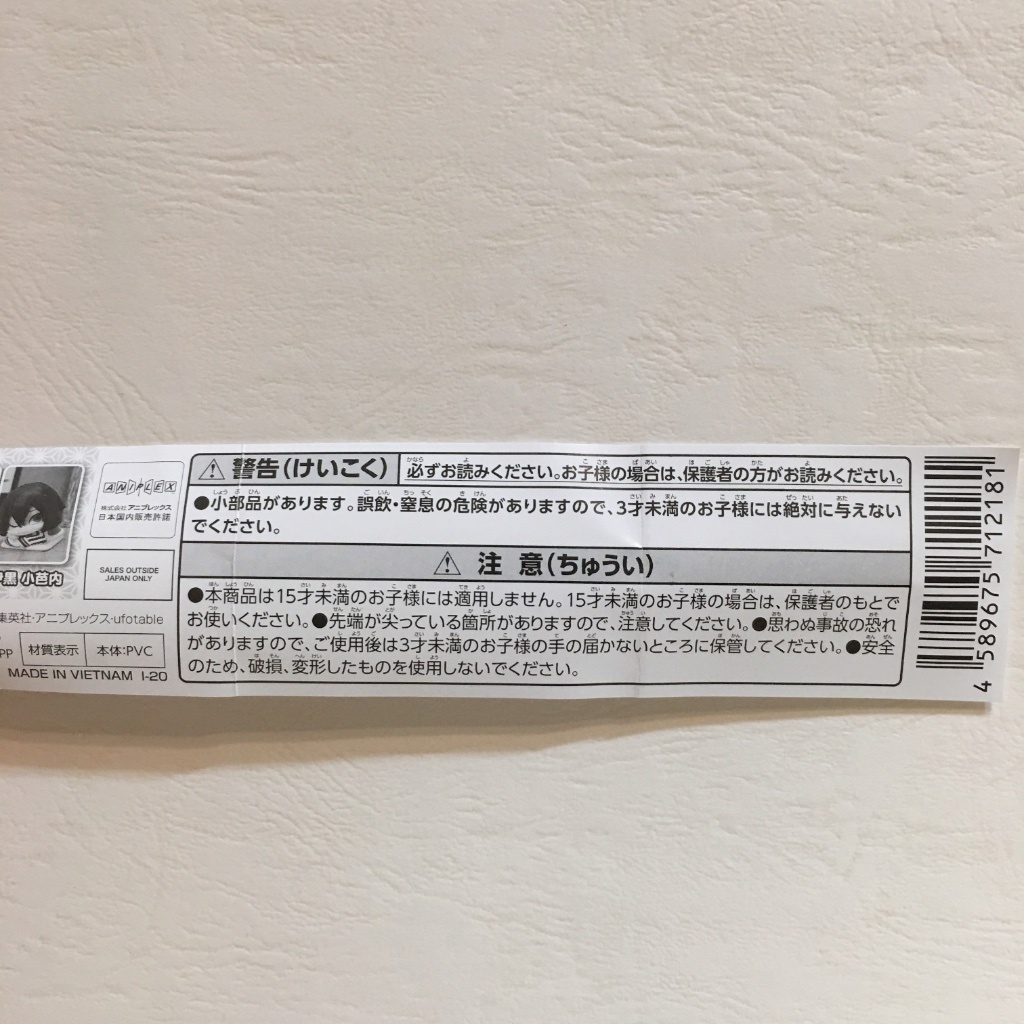 ANIPLEX
株式会社 アニプレックス
日本国内販売許諾
SALES OUTSIDE
JAPAN ONLY
黒 小芭内
集英社・アニプレックス・ufotable
PP
材質表示 本体:PVC
MADE IN VIETNAM I-20
⚠ 警告(けいこく) 必ずお読みください。お子様の場合は、保護者の方がお読みください。
●小部品があります。誤飲・窒息の危険がありますので、3才未満のお子様には絶対に与えない
でください。
⚠ 注 意(ちゅうい)
●本商品は15才未満のお子様には適用しません。15才未満のお子様の場合は、保護者のもとで
お使いください。●先端が尖っている箇所がありますので、注意してください。●思わぬ事故の恐れ
がありますので、ご使用後は3才未満のお子様の手の届かないところに保管してください。●安全
のため、破損、変形したものを使用しないでください。
4 589675 712181